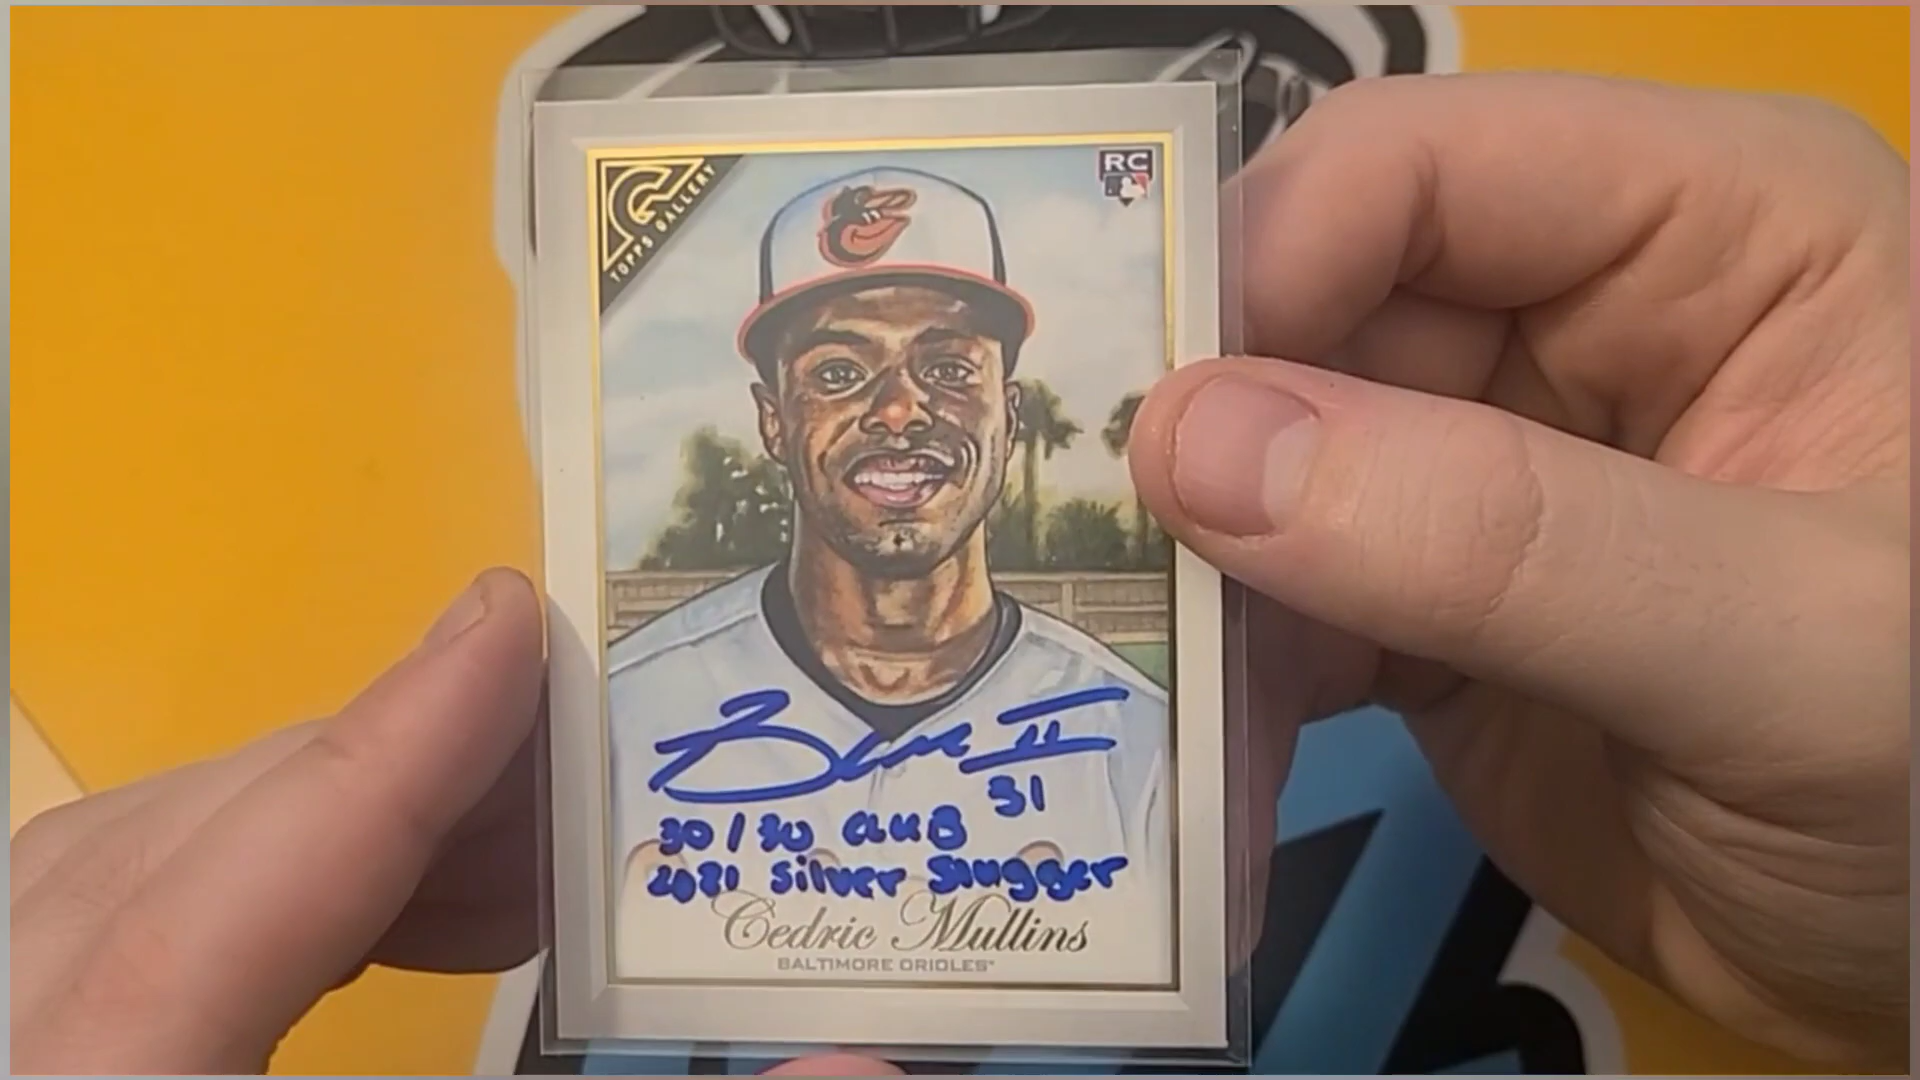 TOPPS GALLERY
RC
31
30/30 CLUB
2021 Silver Slugger
Cedric Mullins
BALTIMORE ORIOLES